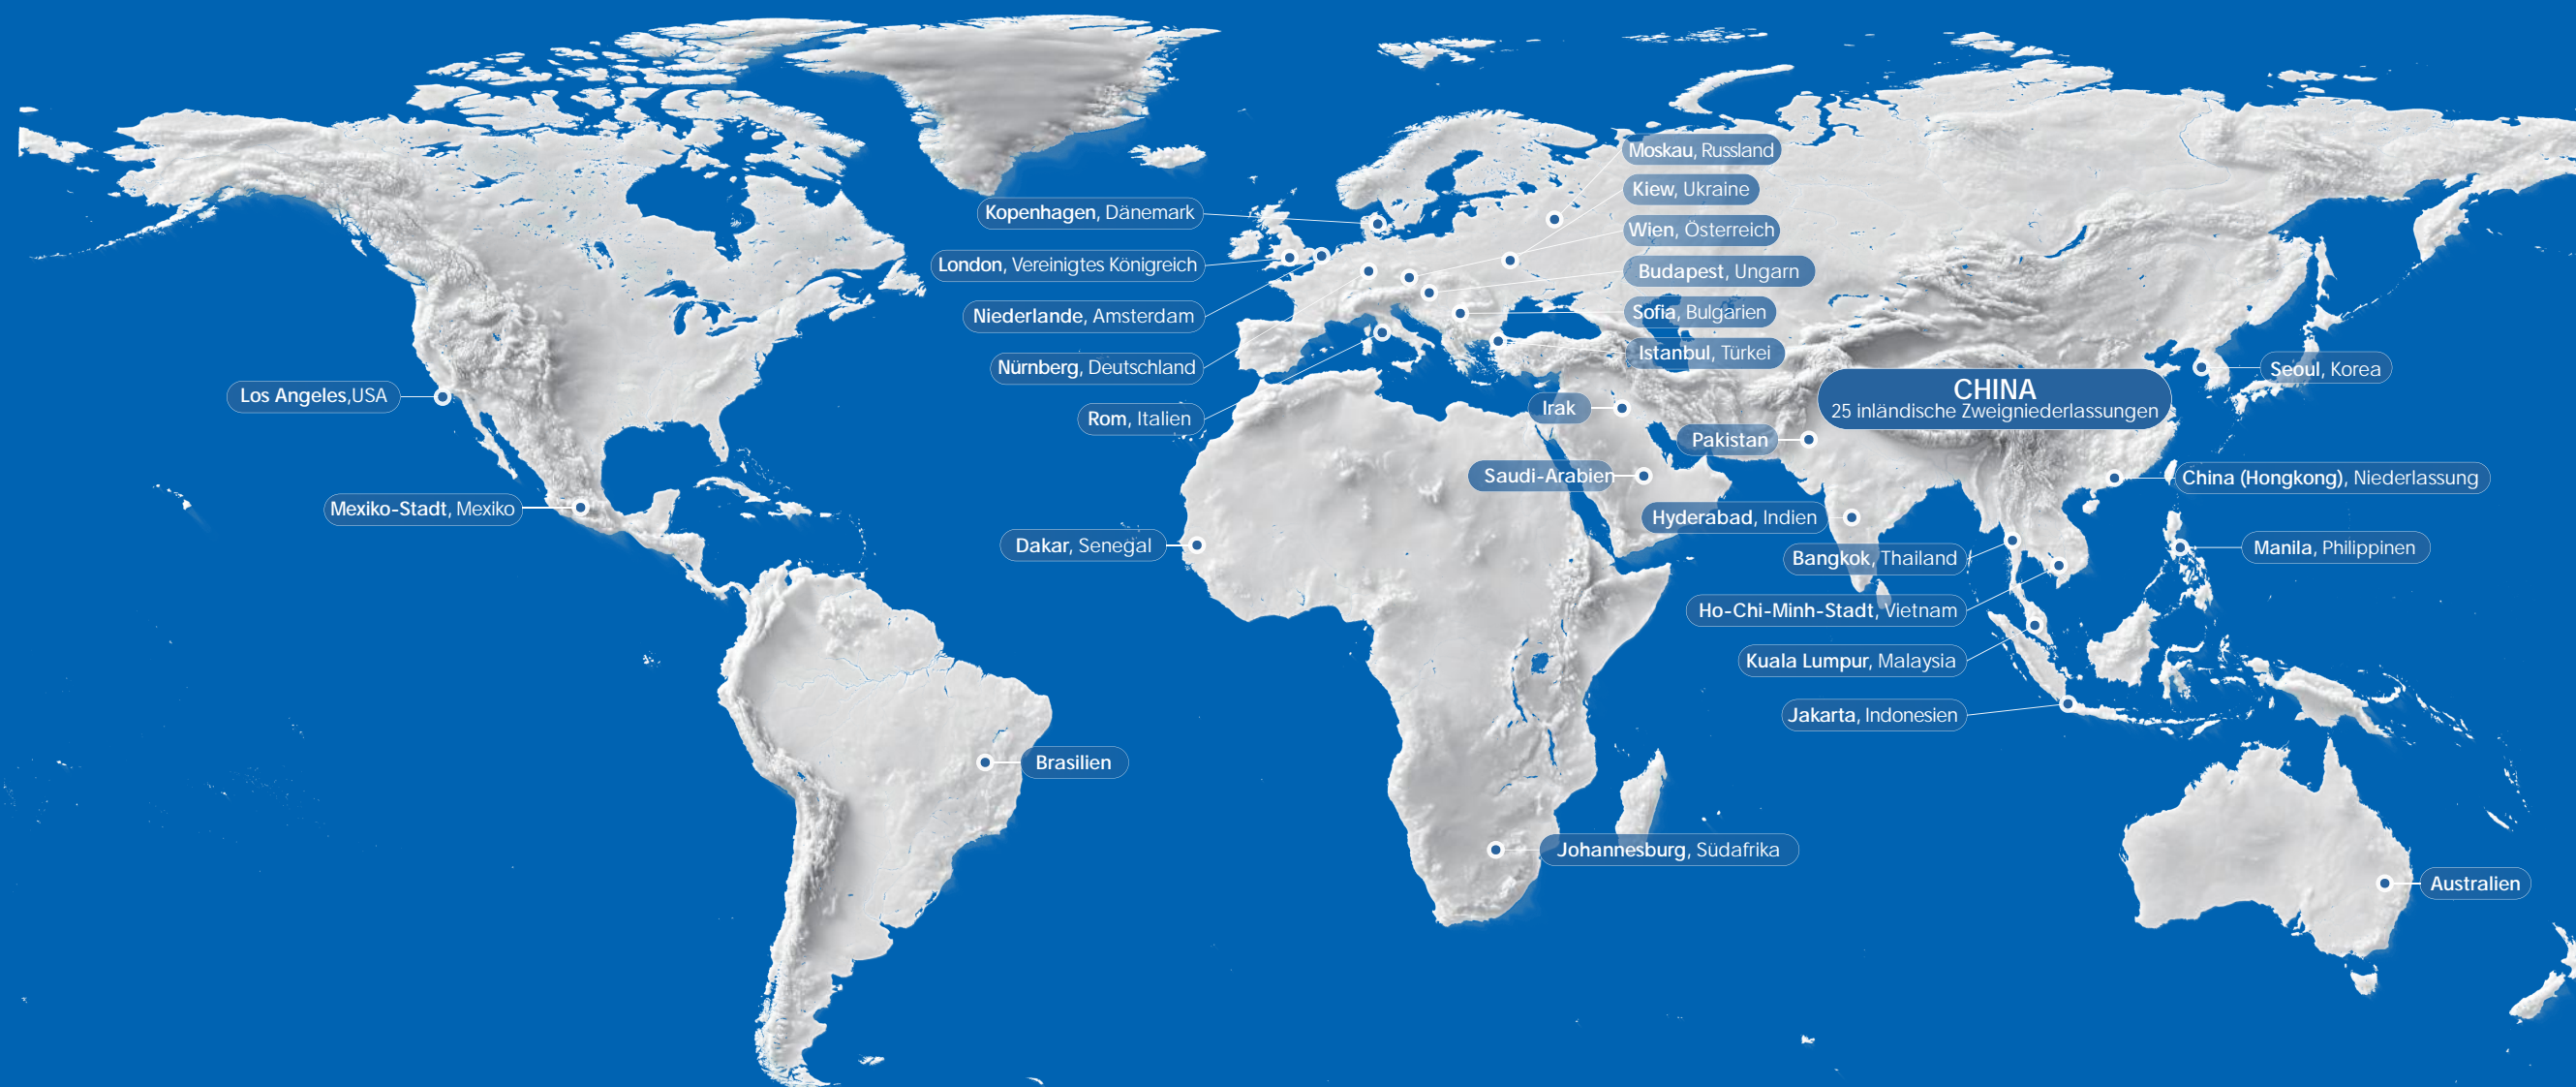 Moskau, Russland
Kiew, Ukraine
Kopenhagen, Dänemark
Wien, Österreich
London, Vereinigtes Königreich
Budapest, Ungarn
Niederlande, Amsterdam
Sofia, Bulgarien
Istanbul, Türkei
Nürnberg, Deutschland
Seoul, Korea
Los Angeles,USA
CHINA
25 inländische Zweigniederlassungen
Irak
Rom, Italien
Pakistan
Saudi-Arabien
China (Hongkong), Niederlassung
Mexiko-Stadt, Mexiko
Hyderabad, Indien
Dakar, Senegal
Manila, Philippinen
Bangkok, Thailand
Ho-Chi-Minh-Stadt, Vietnam
Kuala Lumpur, Malaysia
Jakarta, Indonesien
Brasilien
Johannesburg, Südafrika
Australien